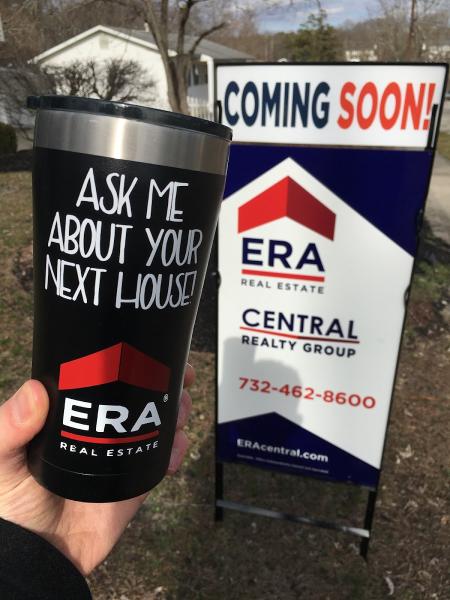 ASK ME
ABOUT YOUR
NEXT HOUSE!
ERA®
REAL ESTATE
COMING SOON!
ERA
REAL ESTATE
CENTRAL
REALTY GROUP
732-462-8600
ERAcentral.com